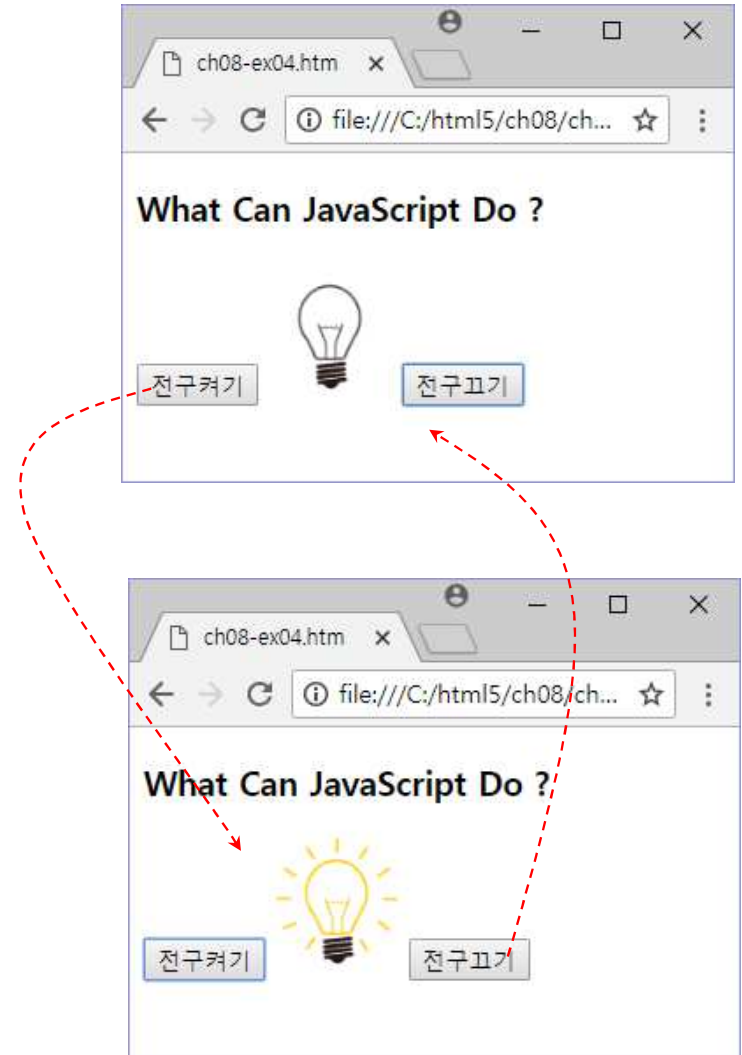 ch08-ex04.htm
file:///C:/html5/ch08/ch...
What Can JavaScript Do ?
전구켜기 전구끄기
ch08-ex04.htm
file:///C:/html5/ch08/ch...
What Can JavaScript Do ?
전구켜기 전구끄기